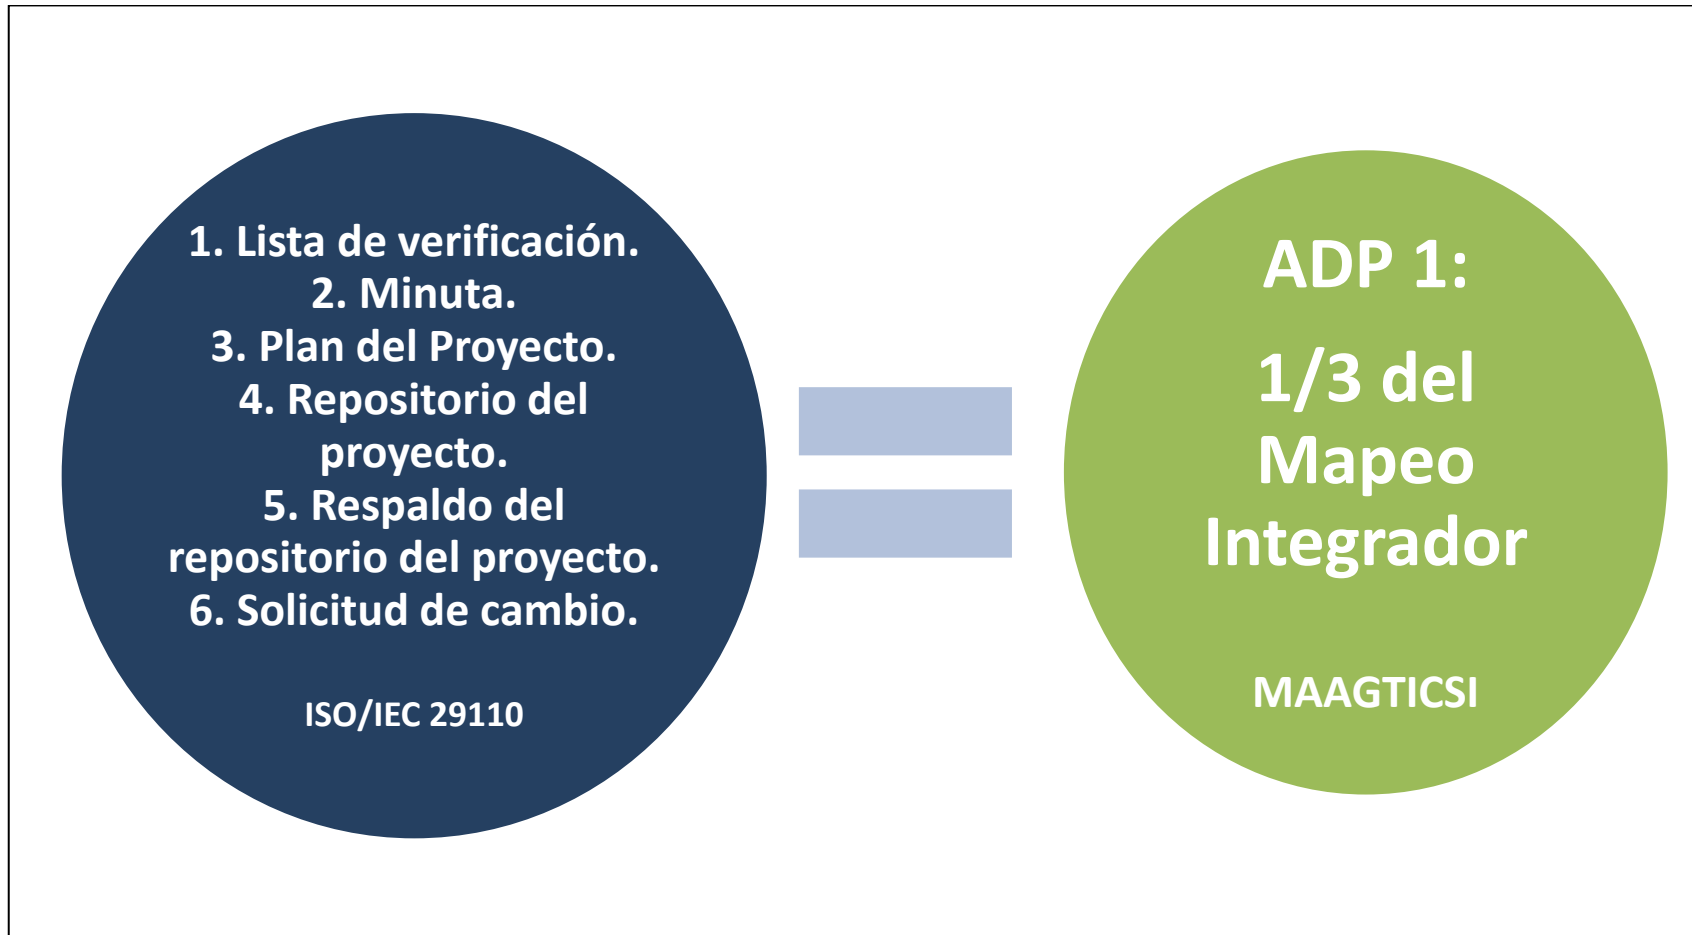 1. Lista de verificación.
2. Minuta.
3. Plan del Proyecto.
4. Repositorio del
proyecto.
5. Respaldo del
repositorio del proyecto.
6. Solicitud de cambio.
ISO/IEC 29110
ADP 1:
1/3 del
Mapeo
Integrador
MAAGTICSI